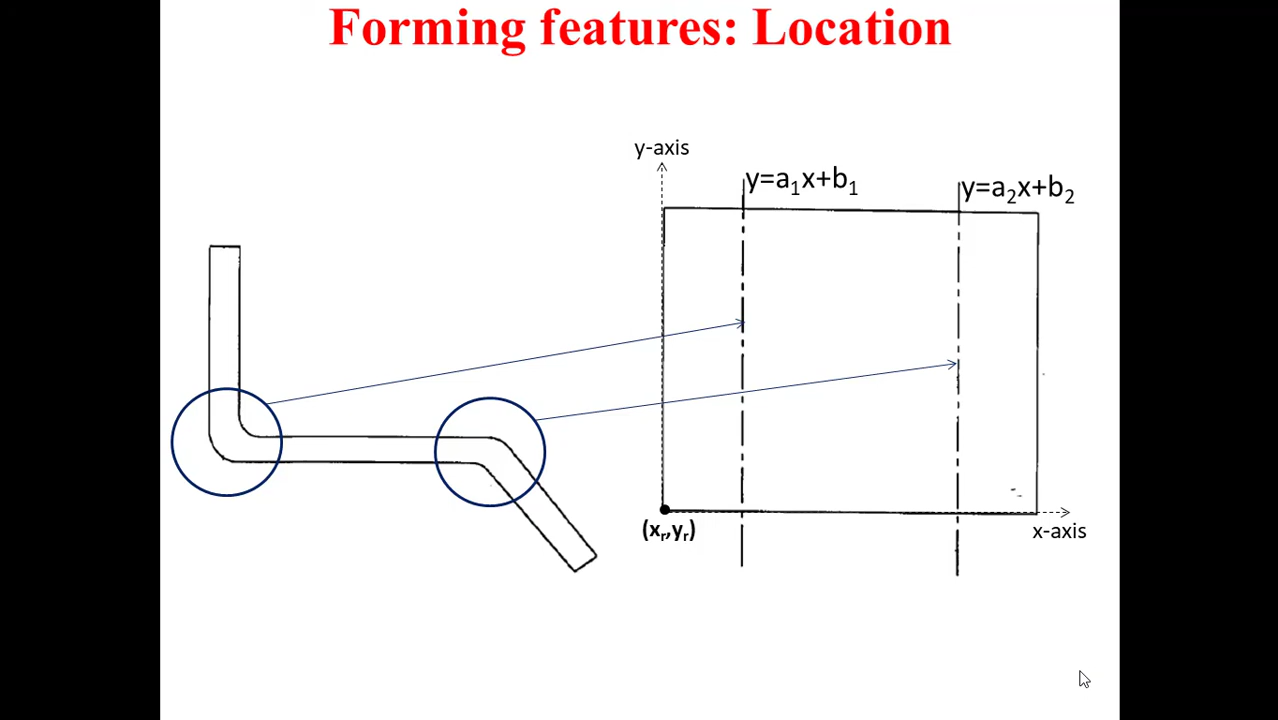 Forming features: Location
y-axis
y=a₁x+b₁
y=a₂x+b₂
(xᵣ,yᵣ)
x-axis